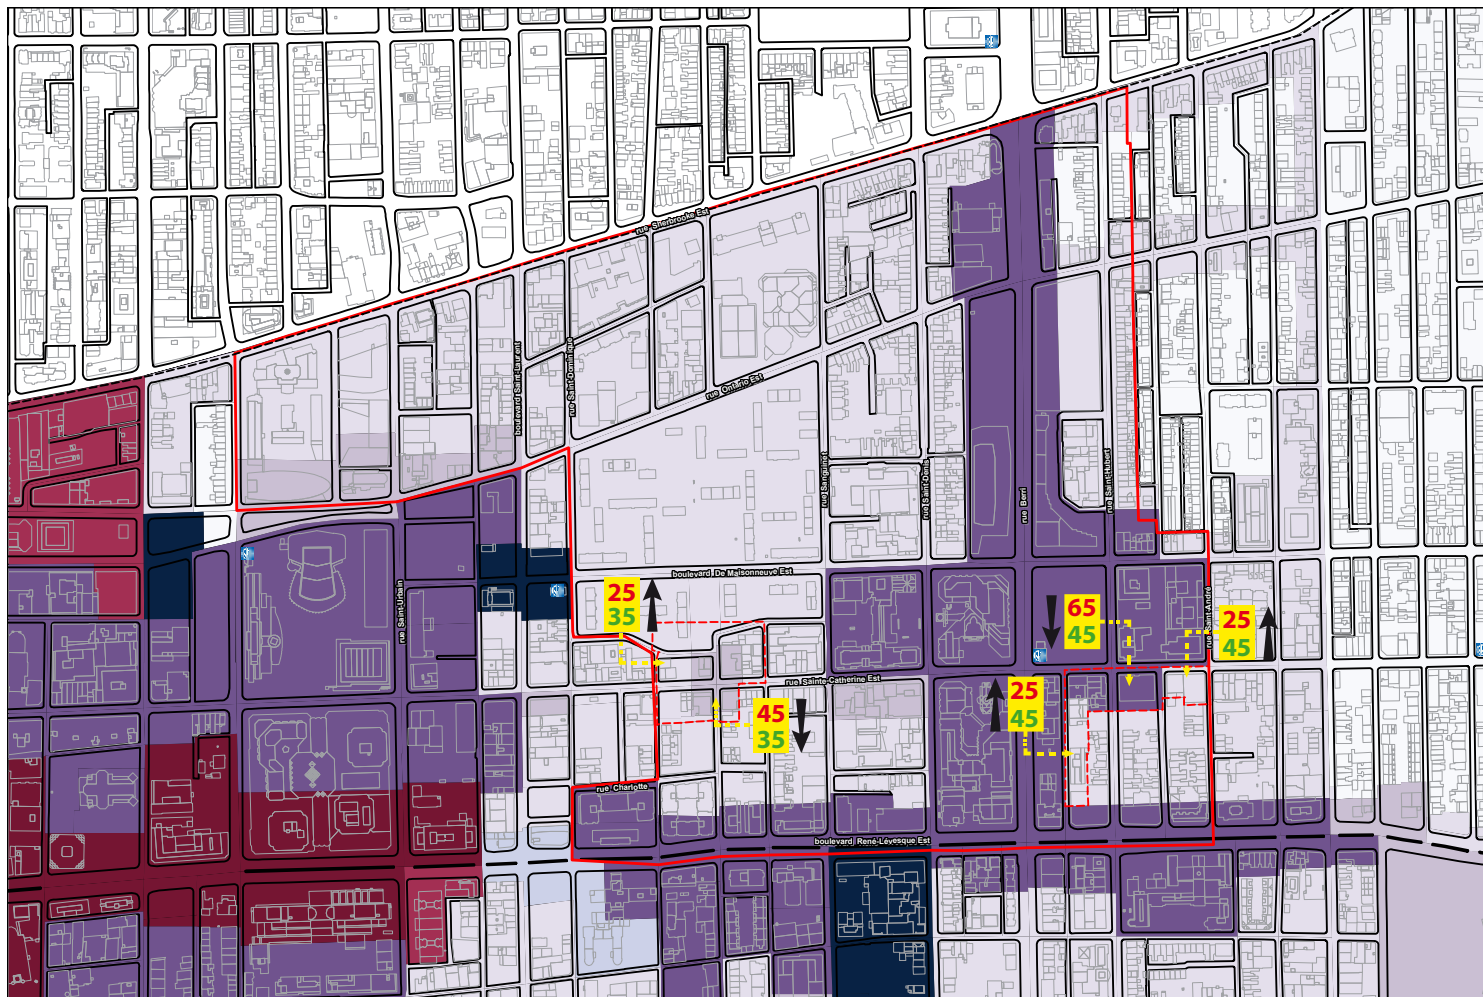 rue Sherbrooke Est
boulevard Saint-Laurent
rue Saint-Dominique
rue Ontario Est
rue Sanguinet
rue Saint-Denis
rue Berri
rue Saint-Hubert
boulevard De Maisonneuve Est
rue Saint-Urbain
rue Saint-André
25
35
65
45
25
45
rue Sainte-Catherine Est
25
45
45
35
rue Charlotte
boulevard René-Lévesque Est